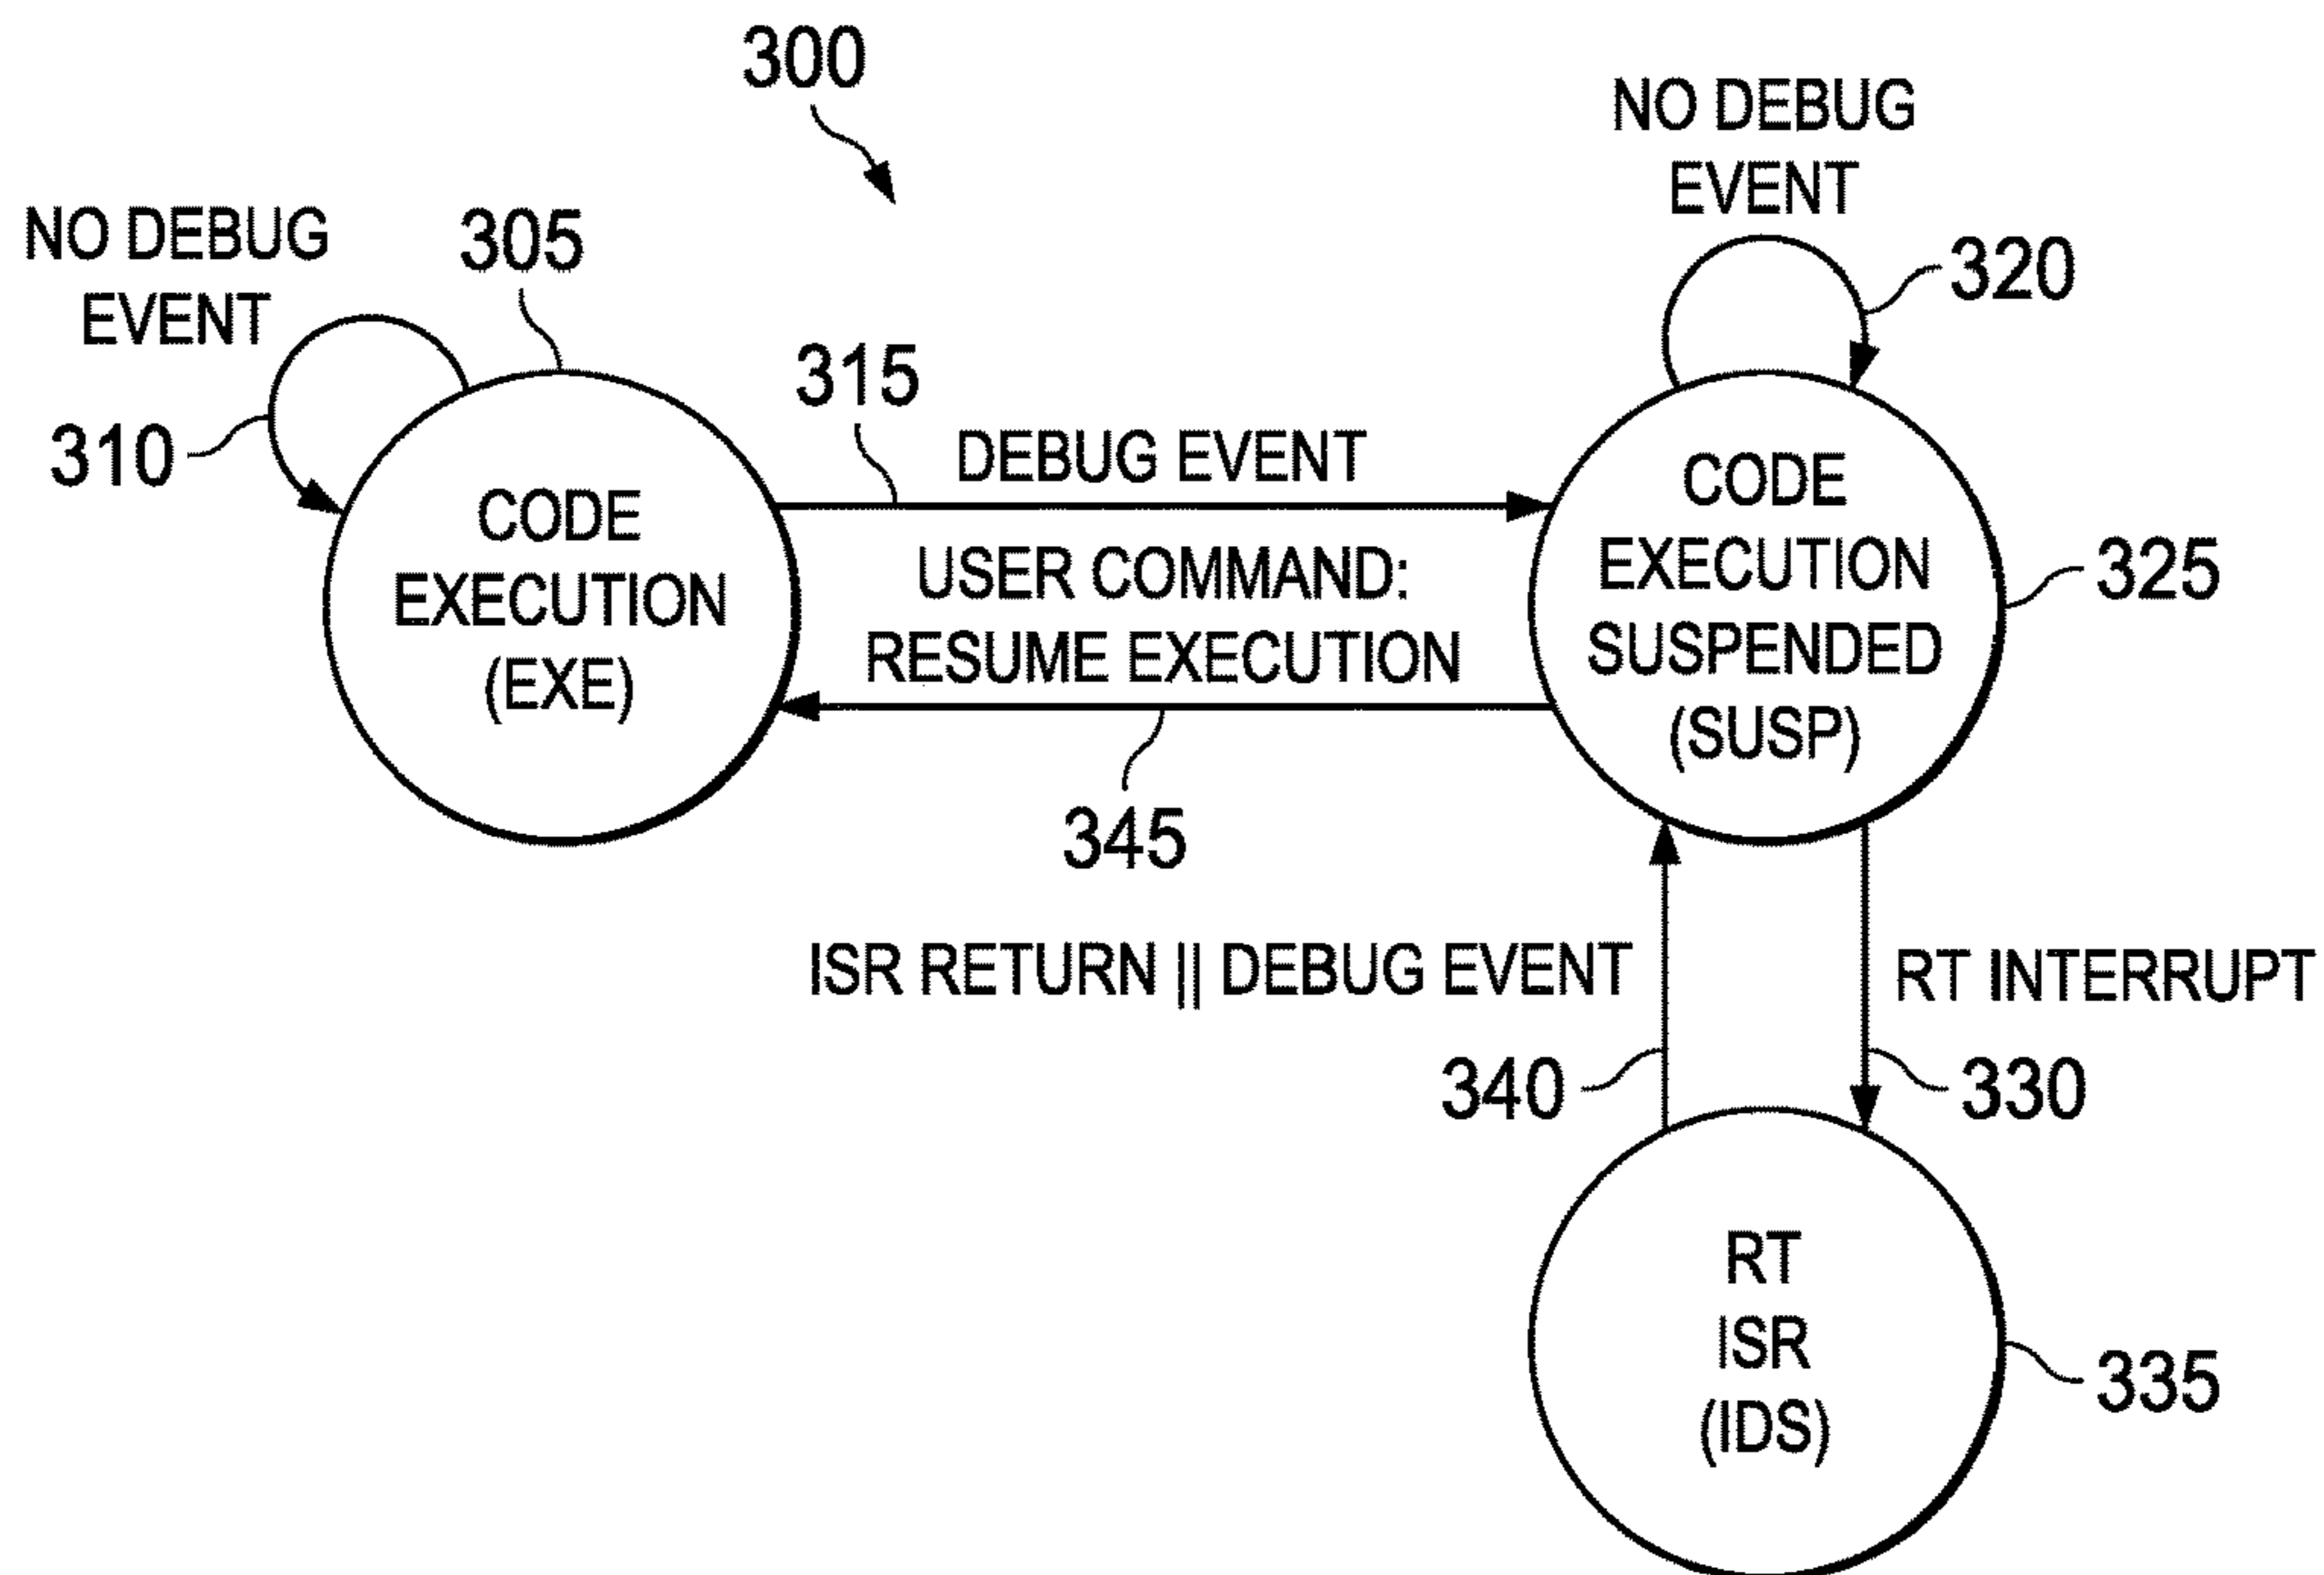 300
NO DEBUG
EVENT
320
NO DEBUG
EVENT
305
310
315
DEBUG EVENT
CODE
EXECUTION
(EXE)
USER COMMAND:
RESUME EXECUTION
345
CODE
EXECUTION
SUSPENDED
(SUSP)
325
ISR RETURN || DEBUG EVENT
RT INTERRUPT
340
330
RT
ISR
(IDS)
335